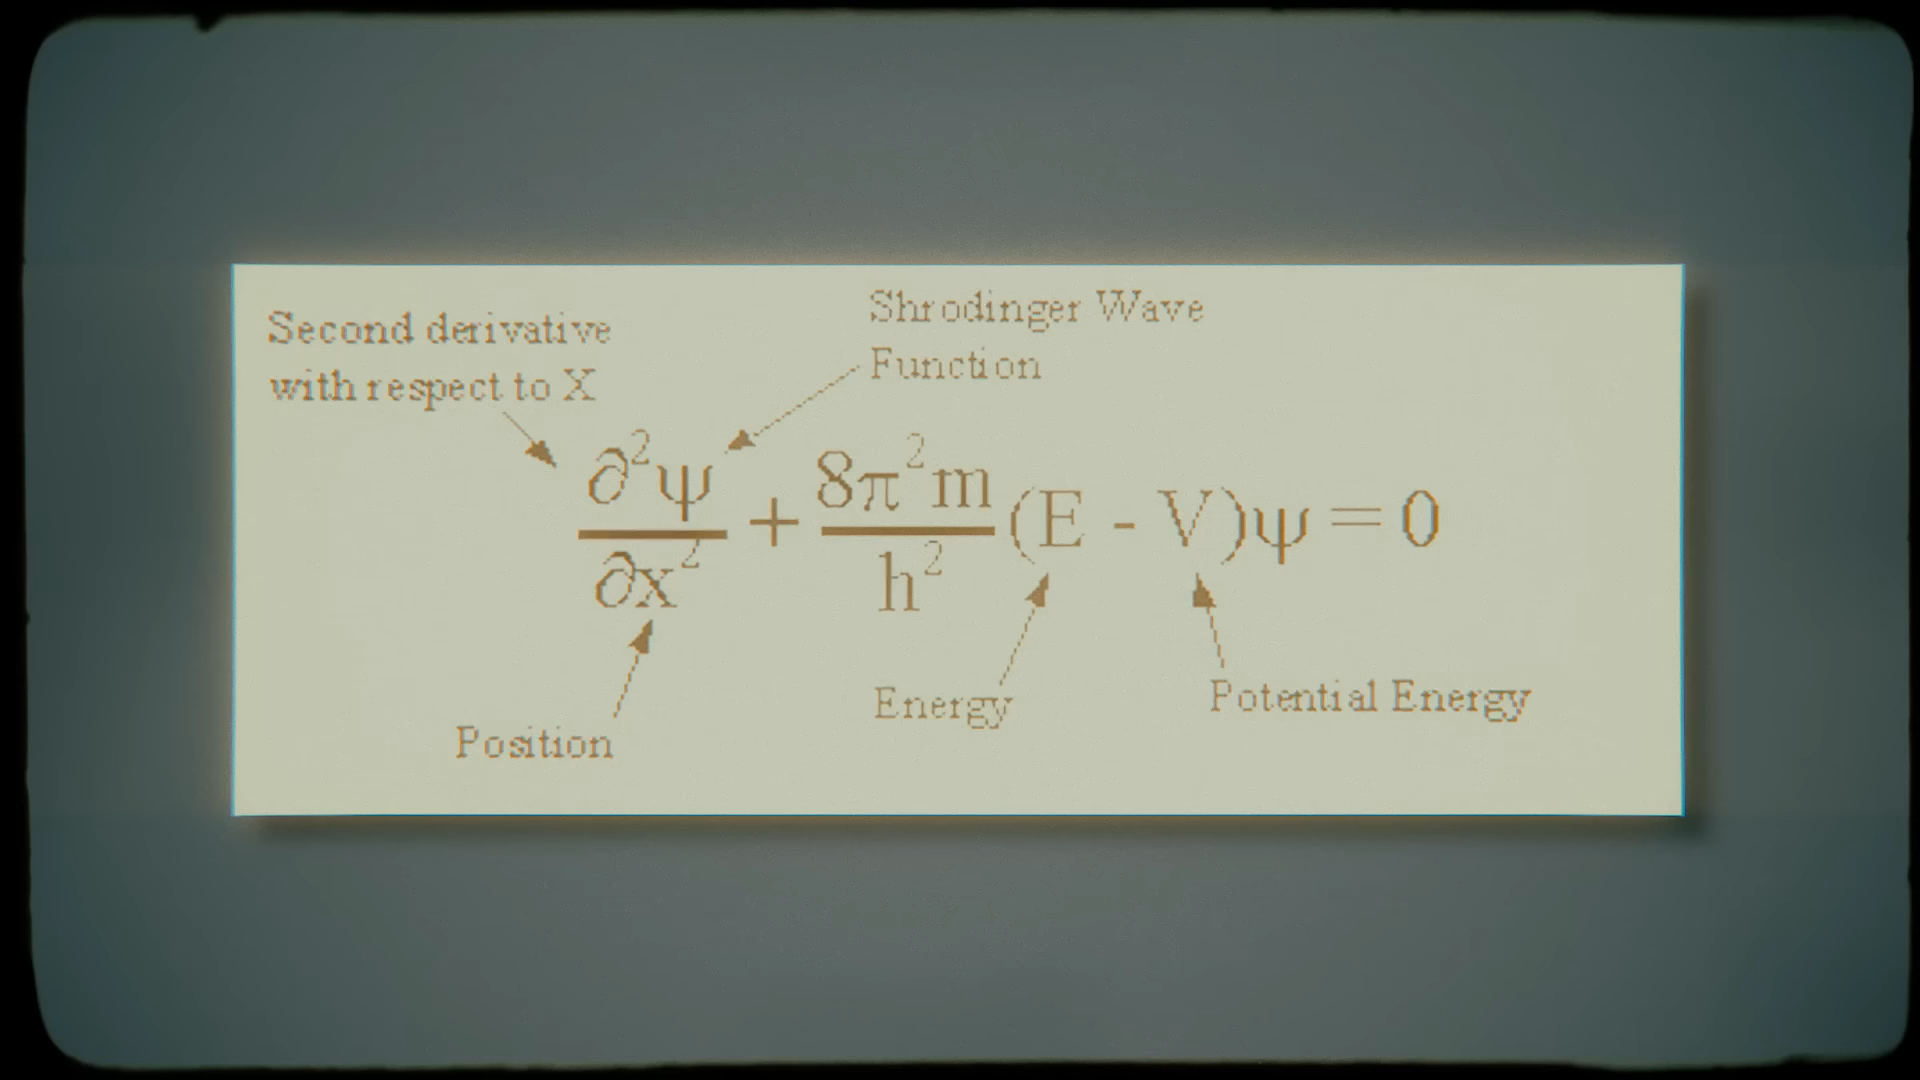 Second derivative
with respect to X
Shrodinger Wave
Function
∂²ψ/∂x² + 8π²m/h² (E - V)ψ = 0
Position
Energy
Potential Energy